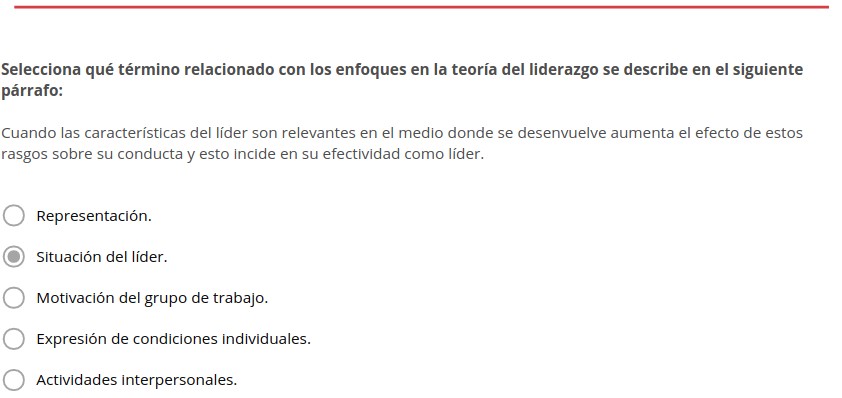 Selecciona qué término relacionado con los enfoques en la teoría del liderazgo se describe en el siguiente
párrafo:
Cuando las características del líder son relevantes en el medio donde se desenvuelve aumenta el efecto de estos
rasgos sobre su conducta y esto incide en su efectividad como líder.
Representación.
Situación del líder.
Motivación del grupo de trabajo.
Expresión de condiciones individuales.
Actividades interpersonales.